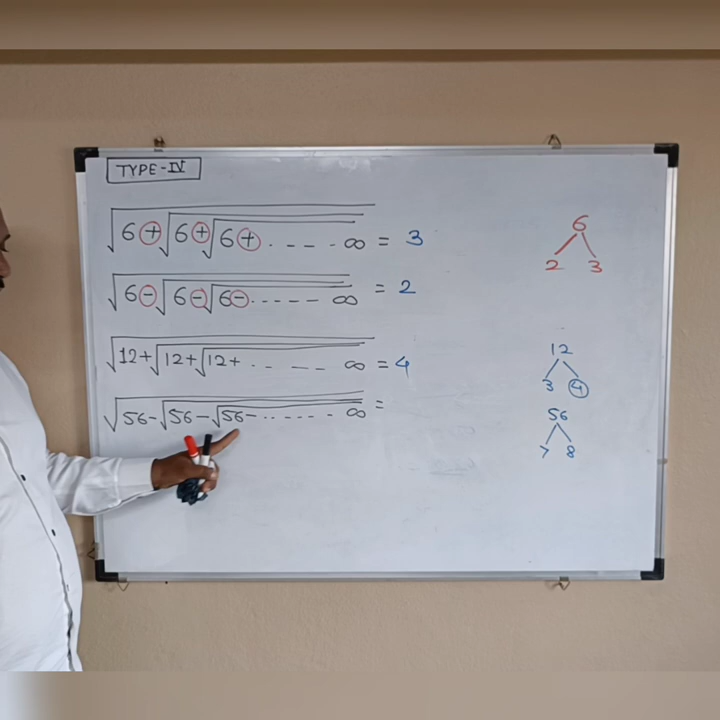 TYPE-IV
√6+√6+√6+.----∞ = 3
√6-√6-√6-.-----∞ = 2
√12+√12+√12+. -- -- ∞ = 4
√56-√56-√56-.......∞ =
6
2 3
12
3 4
56
7 8